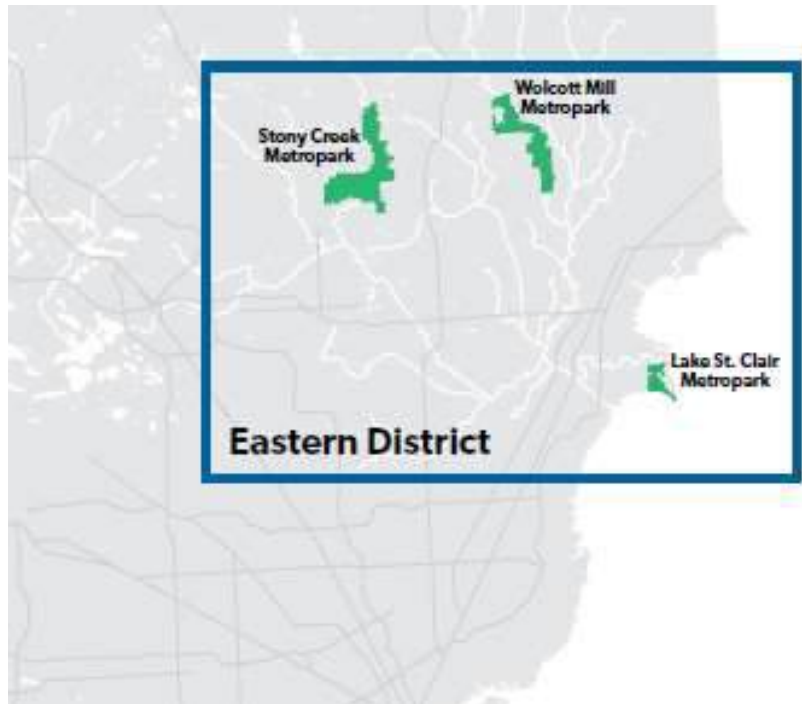 Wolcott Mill
Metropark
Stony Creek
Metropark
Lake St. Clair
Metropark
Eastern District